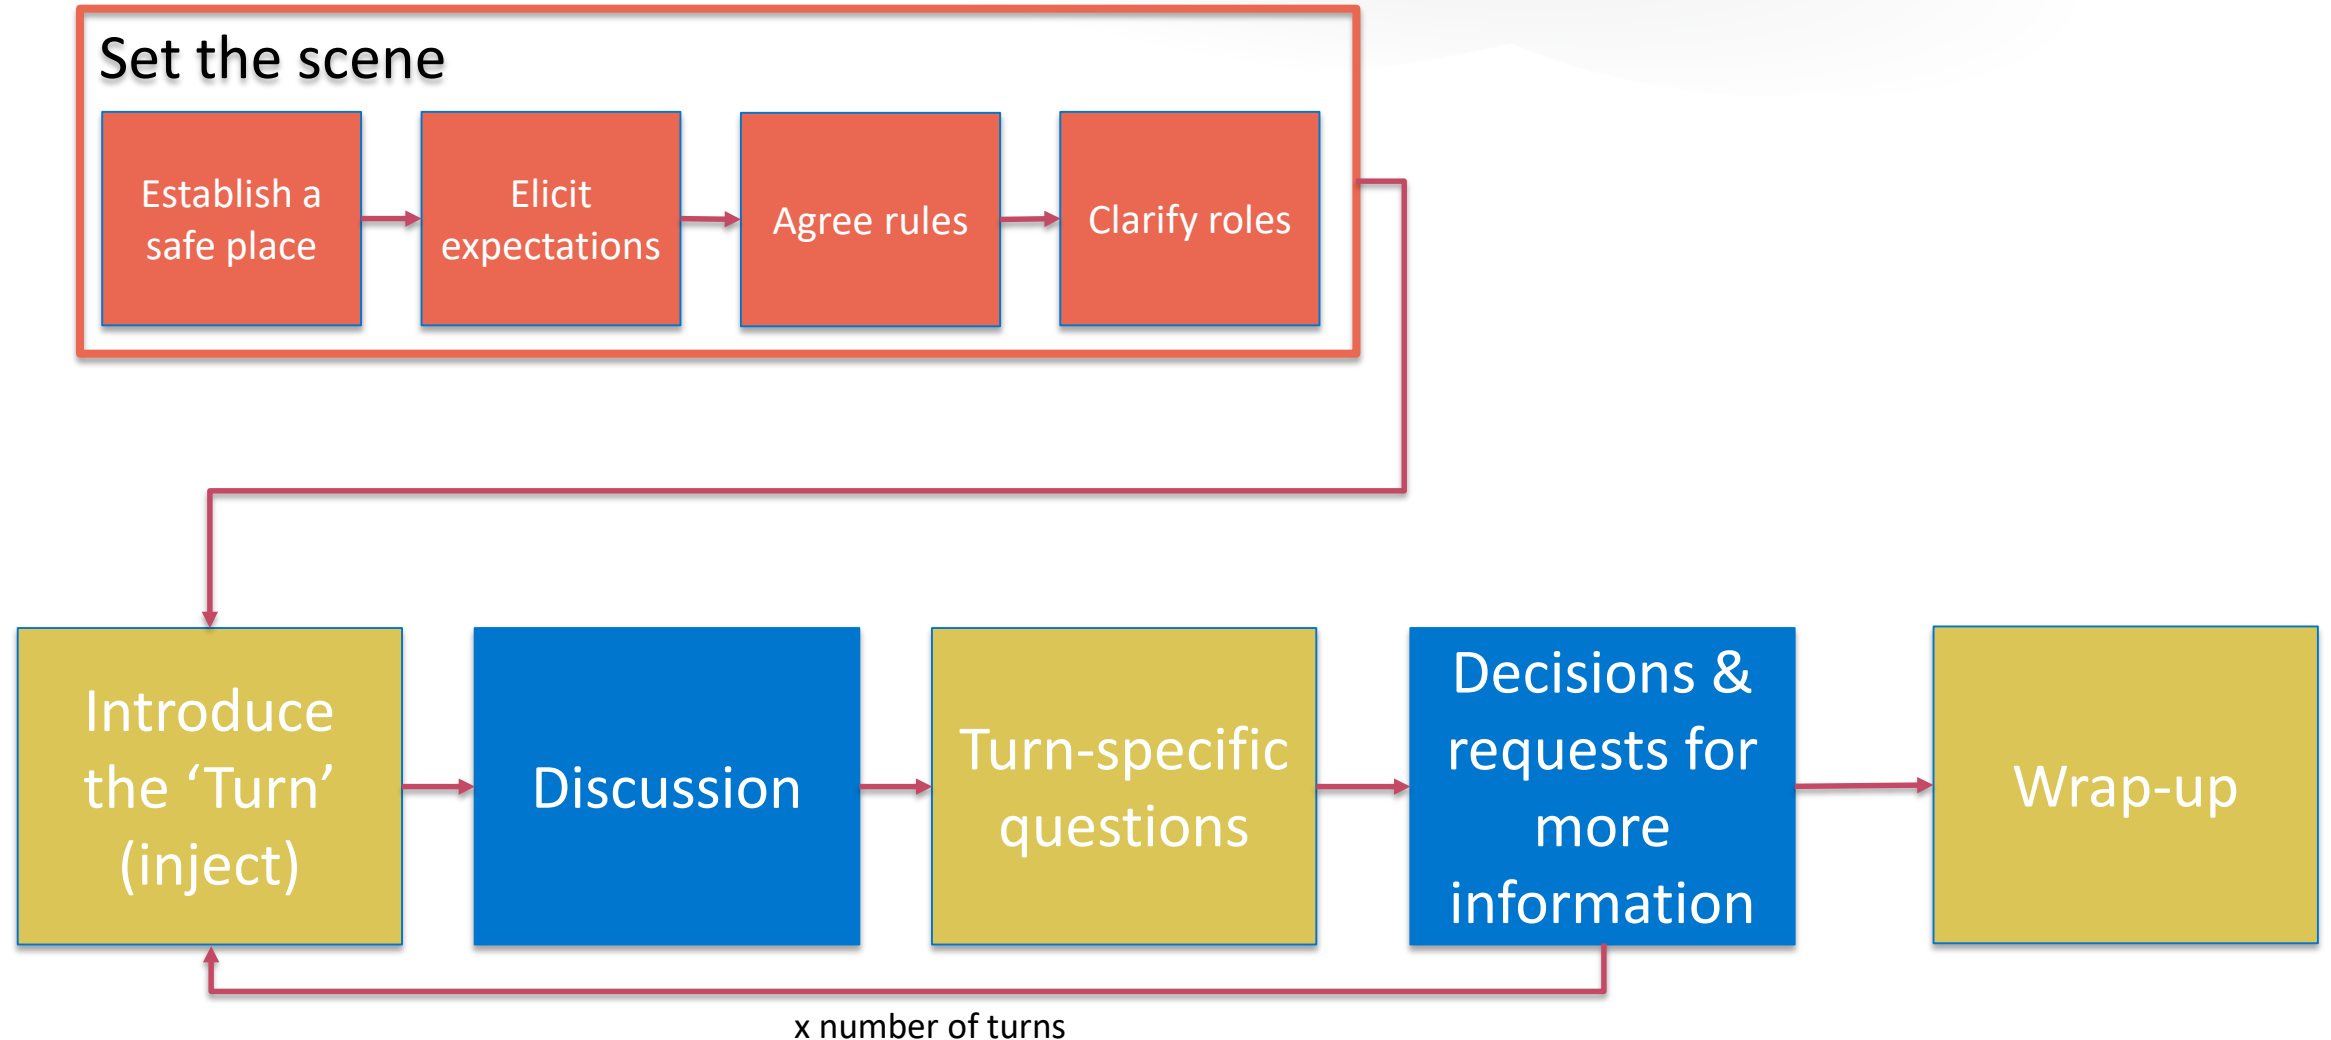 Set the scene
Establish a
safe place
Elicit
expectations
Agree rules
Clarify roles
Introduce
the ‘Turn’
(inject)
Discussion
Turn-specific
questions
Decisions &
requests for
more
information
Wrap-up
x number of turns